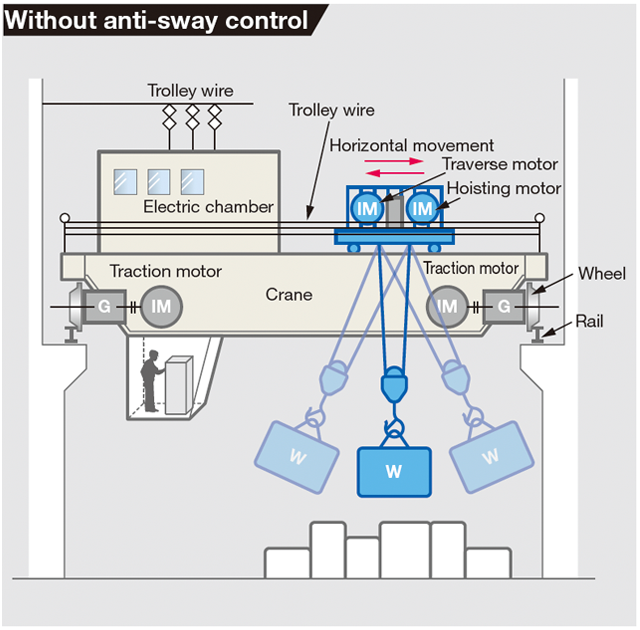 Without anti-sway control
Trolley wire
Trolley wire
Horizontal movement
Traverse motor
Hoisting motor
IM
IM
Electric chamber
Traction motor
Traction motor
Wheel
Crane
G
IM
IM
G
Rail
W
W
W